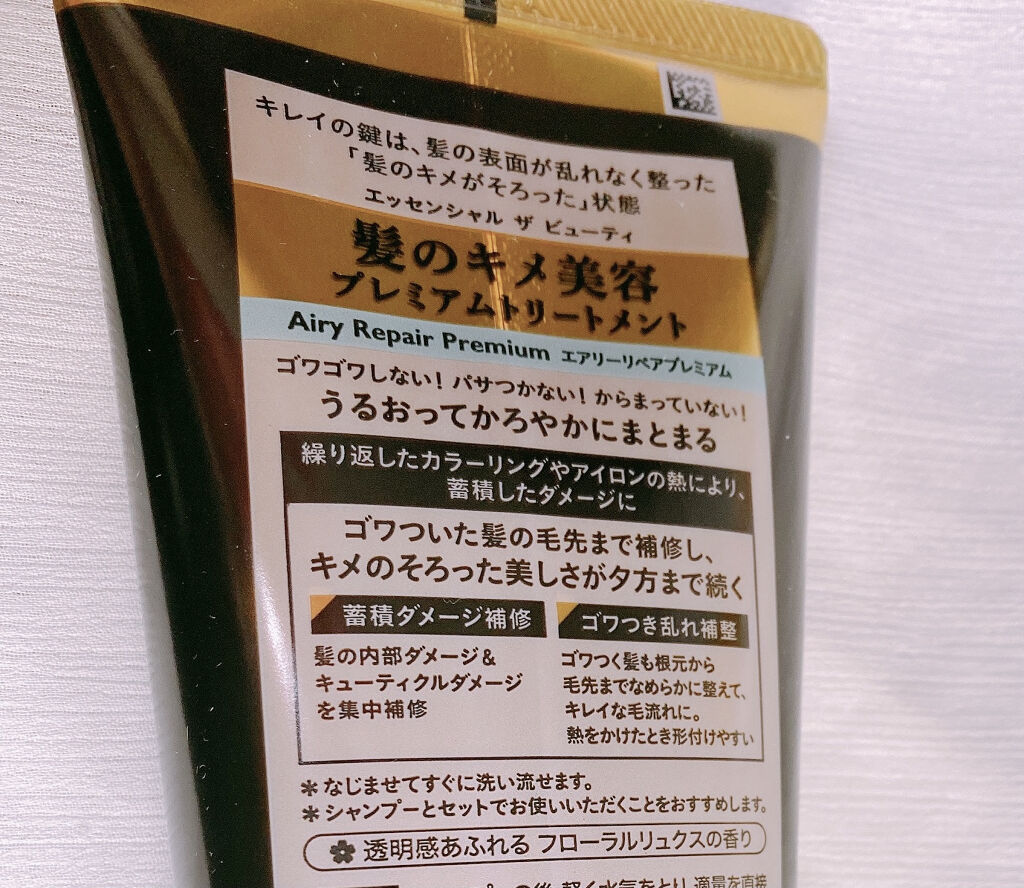 キレイの鍵は、髪の表面が乱れなく整った
「髪のキメがそろった」状態
エッセンシャル ザ ビューティ
髪のキメ美容
プレミアムトリートメント
Airy Repair Premium エアリーリペアプレミアム
ゴワゴワしない！パサつかない！からまっていない！
うるおってかろやかにまとまる
繰り返したカラーリングやアイロンの熱により、
蓄積したダメージに
ゴワついた髪の毛先まで補修し、
キメのそろった美しさが夕方まで続く
蓄積ダメージ補修
髪の内部ダメージ&
キューティクルダメージ
を集中補修
ゴワつき乱れ補整
ゴワつく髪も根元から
毛先までなめらかに整えて、
キレイな毛流れに。
熱をかけたとき形付けやすい
＊なじませてすぐに洗い流せます。
＊シャンプーとセットでお使いいただくことをおすすめします。
透明感あふれる フローラルリュクスの香り
の後、軽く水気をとり、適量を直接